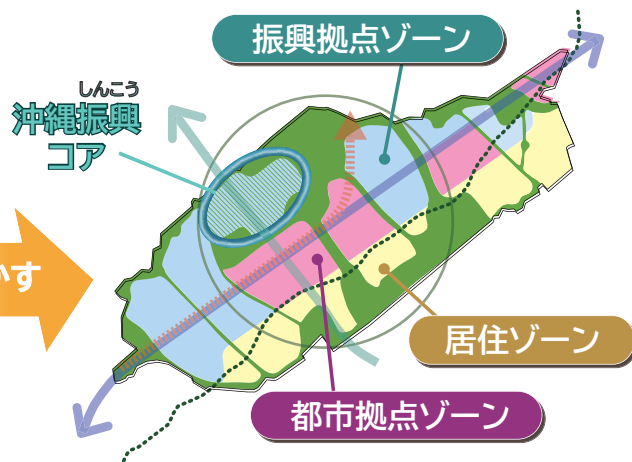 振興拠点ゾーン
しんこう
沖縄振興
コア
かす
居住ゾーン
都市拠点ゾーン